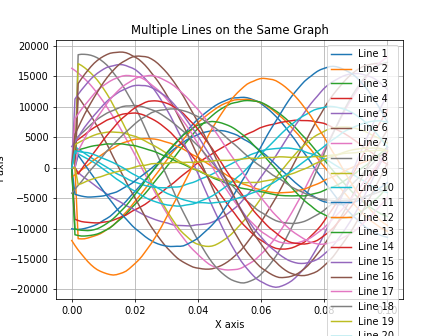 Multiple Lines on the Same Graph
20000
15000
10000
5000
0
−5000
−10000
−15000
−20000
0.00
0.02
0.04
0.06
X axis
Line 1
Line 2
Line 3
Line 4
Line 5
Line 6
Line 7
Line 8
Line 9
Line 10
Line 11
Line 12
Line 13
Line 14
Line 15
Line 16
Line 17
Line 18
Line 19
Line 20